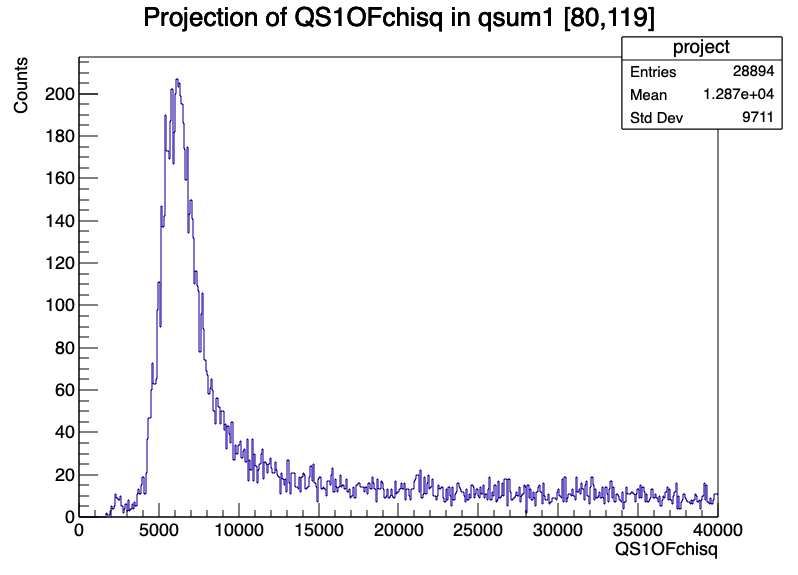 Projection of QS1OFchisq in qsum1 [80,119]
project
Entries 28894
Mean 1.287e+04
Std Dev 9711
Counts
200
180
160
140
120
100
80
60
40
20
0
0 5000 10000 15000 20000 25000 30000 35000 40000
QS1OFchisq